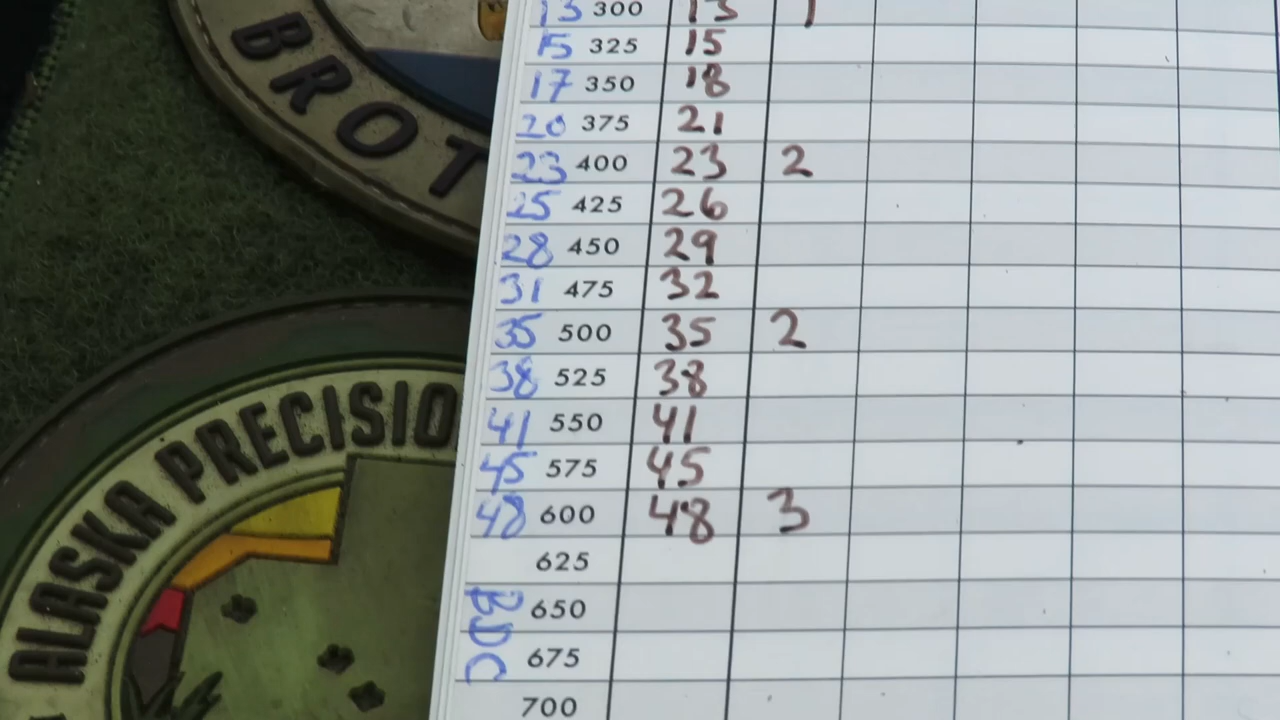 BROT
ALASKA PRECISIO
13 300 13 1
15 325 15
17 350 18
20 375 21
23 400 23 2
25 425 26
28 450 29
31 475 32
35 500 35 2
38 525 38
41 550 41
45 575 45
48 600 48 3
625
650
675
700
BDC